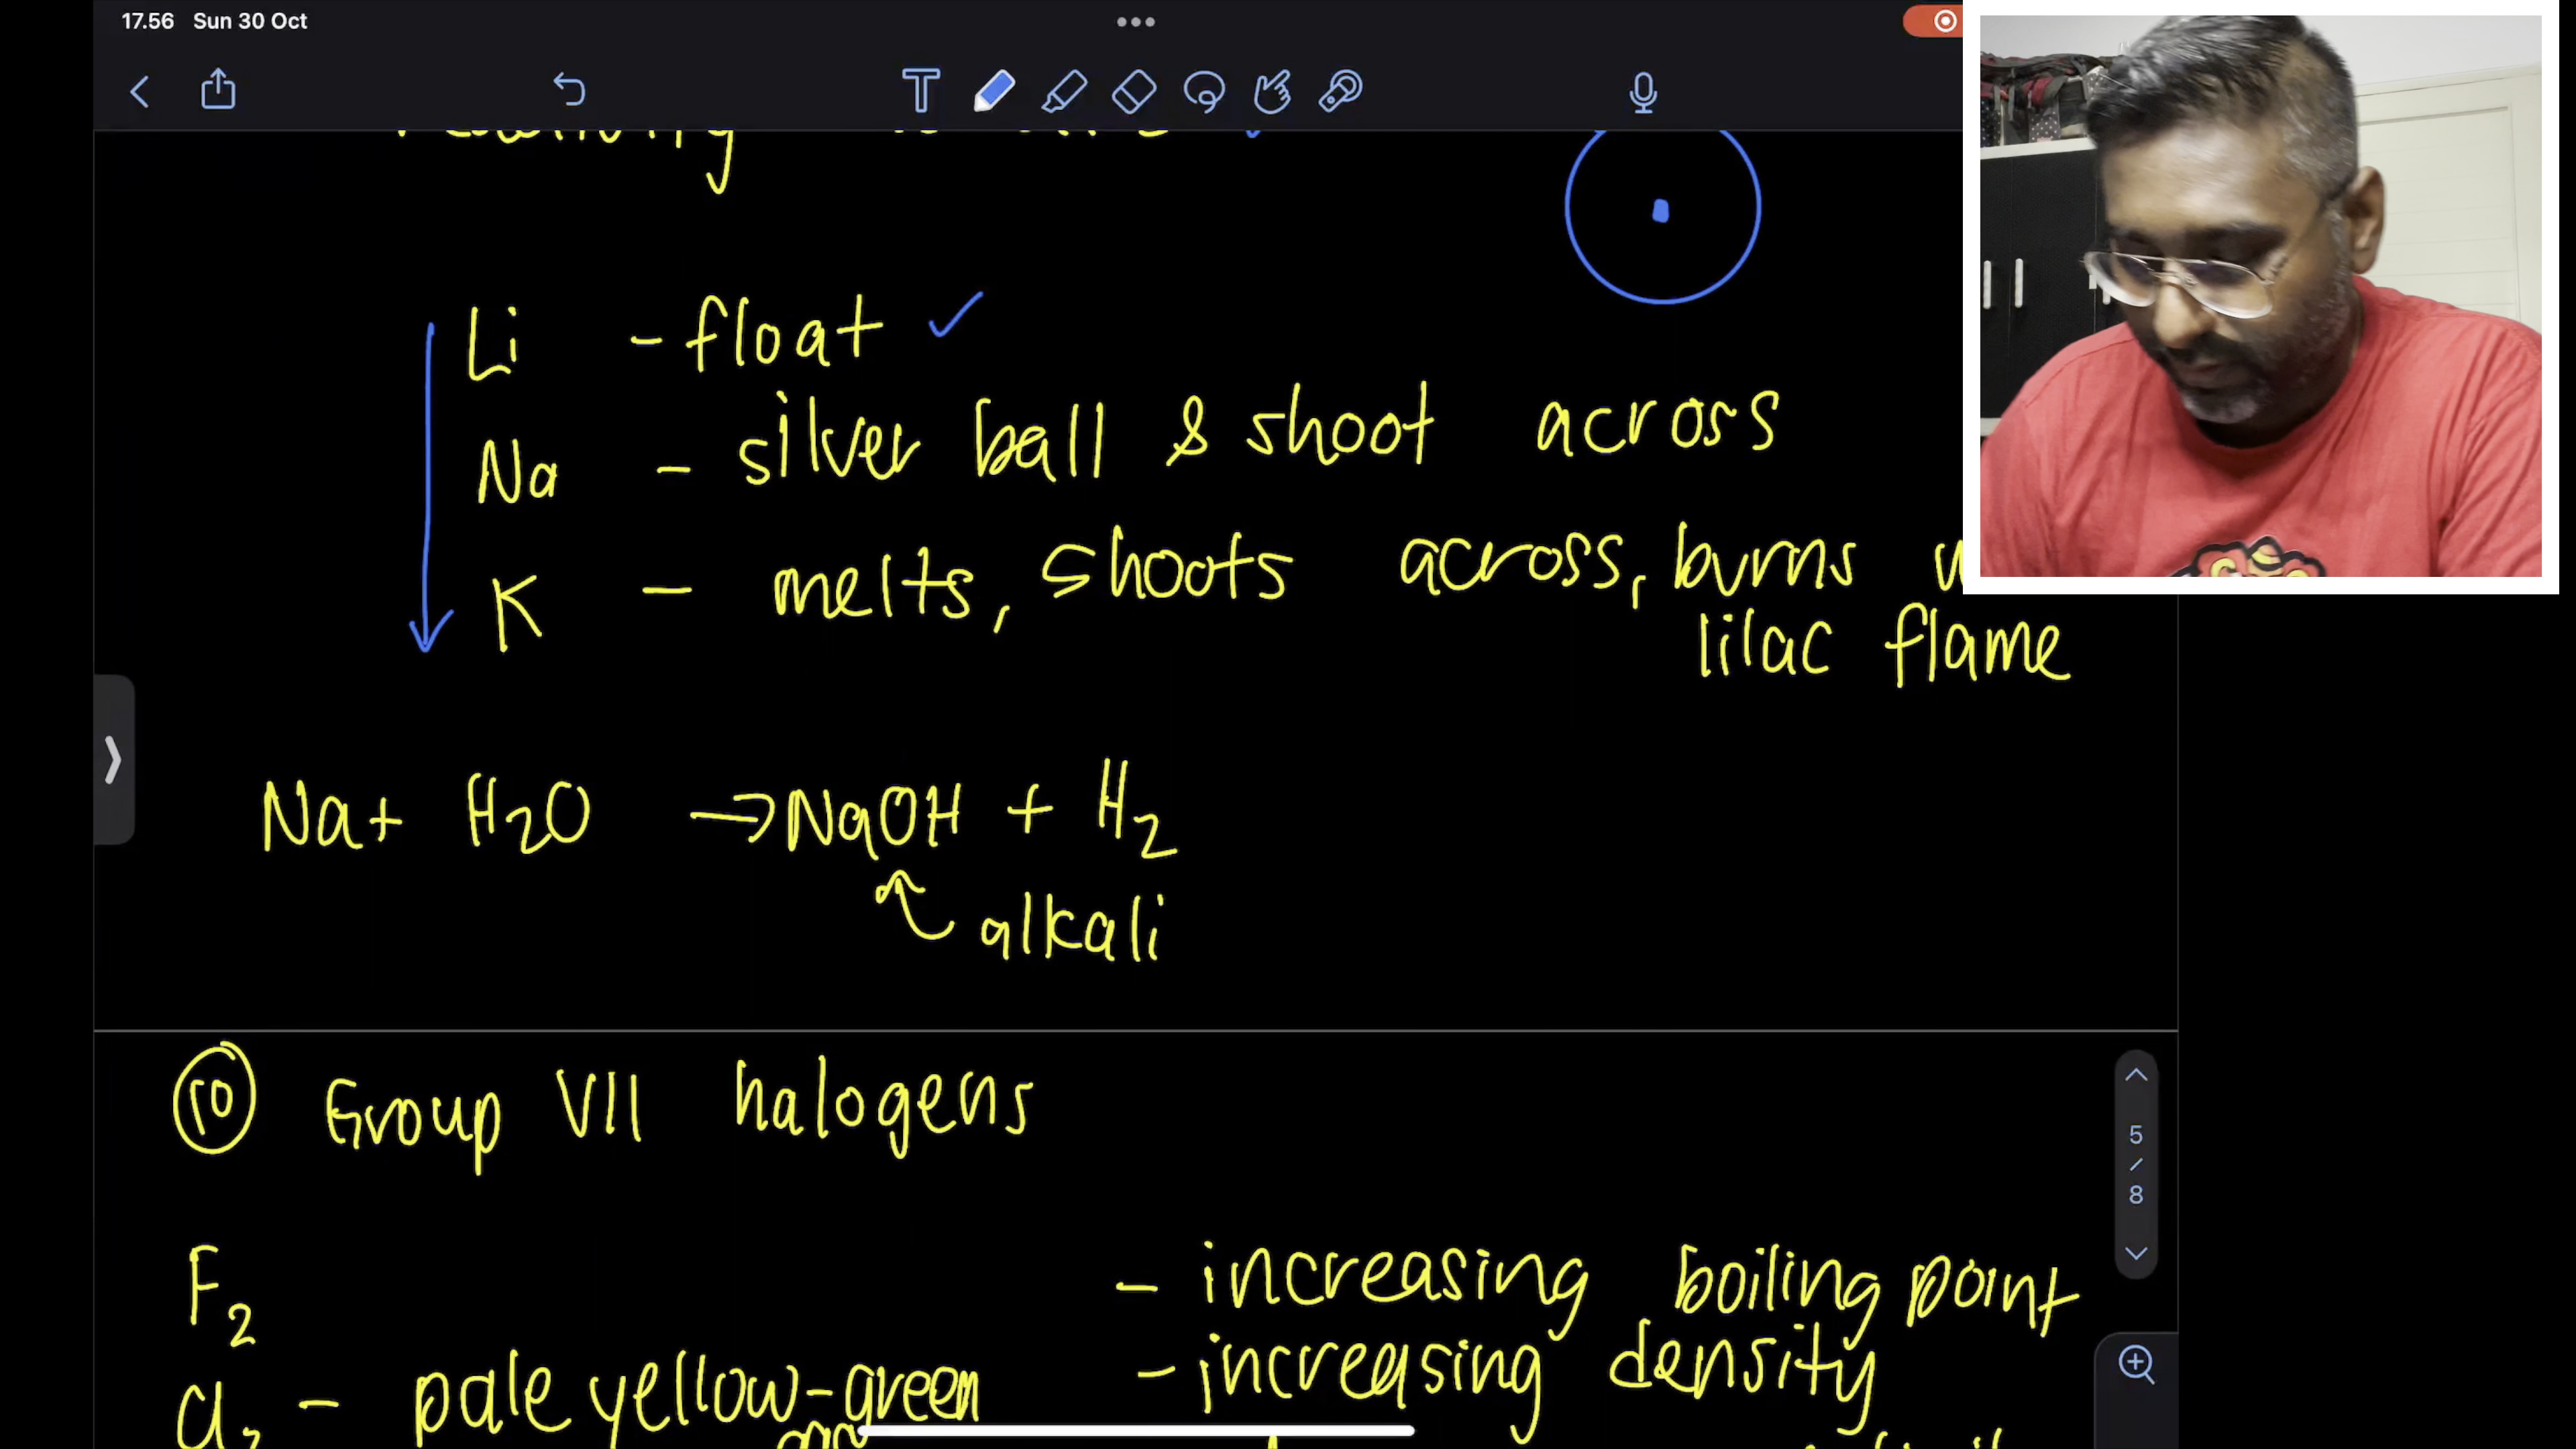 17.56 Sun 30 Oct
Li - float ✓
Na - silver ball & shoot across
K - melts, shoots across, burns
lilac flame
Na + H₂O → NaOH + H₂
alkali
10 Group VII halogens
F₂
- increasing boiling point
Cl₂ - pale yellow-green
- increasing density
5
/
8